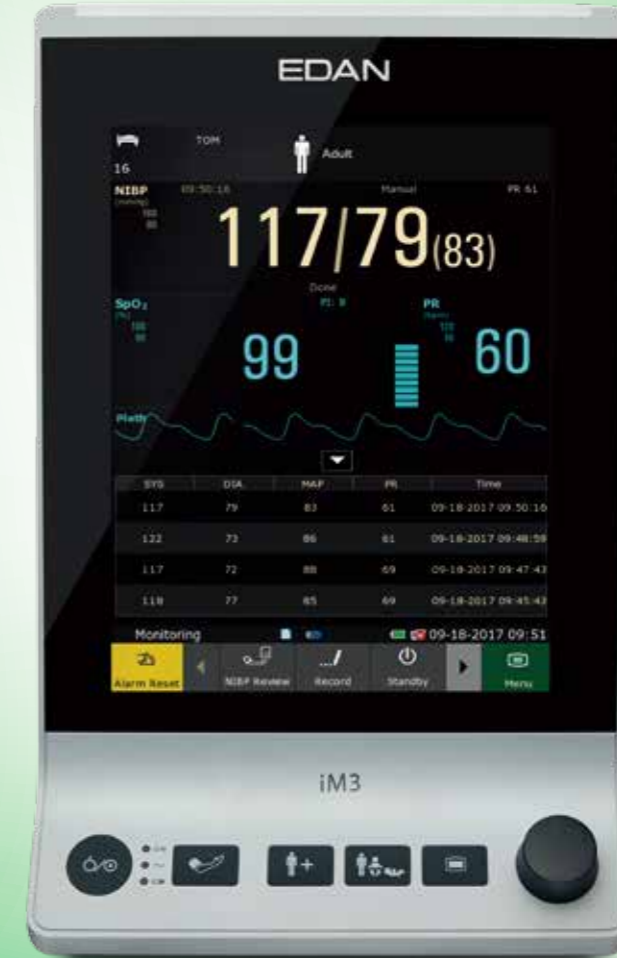 EDAN
TOM
Adult
16
NIBP 09:50:16 Manual PR 61
(mmHg)
117/79(83)
Done
SpO₂ PI: 8 PR
(%)
99 60
Pleth
SYS DIA MAP PR Time
117 79 83 61 09-18-2017 09:50:16
122 73 86 61 09-18-2017 09:48:59
117 72 88 69 09-18-2017 09:47:43
118 77 85 69 09-18-2017 09:45:43
Monitoring 09-18-2017 09:51
Alarm Reset NIBP Review Record Standby Menu
iM3